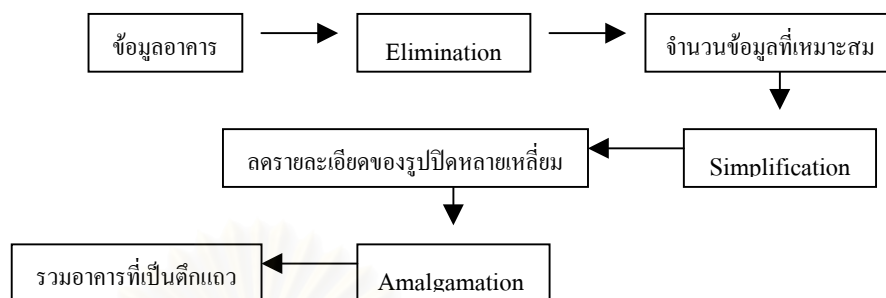 ข้อมูลอาคาร
Elimination
จำนวนข้อมูลที่เหมาะสม
Simplification
ลดรายละเอียดของรูปปิดหลายเหลี่ยม
Amalgamation
รวมอาคารที่เป็นตึกแถว